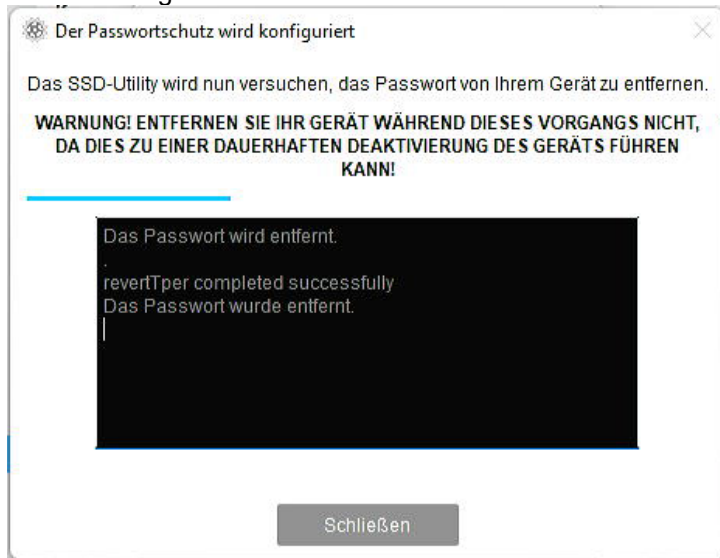 Der Passwortschutz wird konfiguriert
Das SSD-Utility wird nun versuchen, das Passwort von Ihrem Gerät zu entfernen.
WARNUNG! ENTFERNEN SIE IHR GERÄT WÄHREND DIESES VORGANGS NICHT,
DA DIES ZU EINER DAUERHAFTEN DEAKTIVIERUNG DES GERÄTS FÜHREN
KANN!
Das Passwort wird entfernt.
.
revertTper completed successfully
Das Passwort wurde entfernt.
Schließen